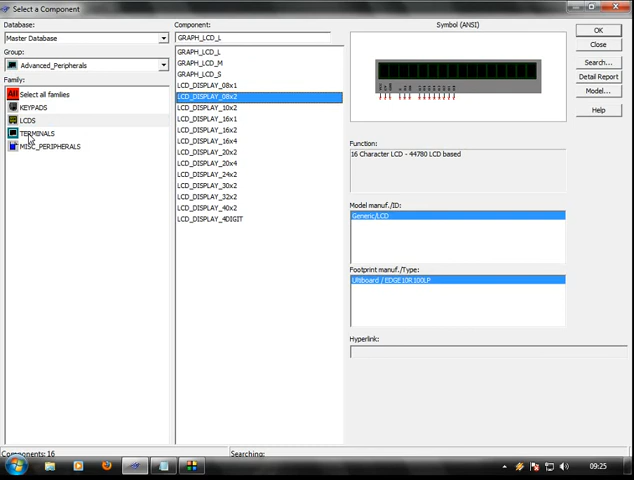 Select a Component
Database:
Master Database
Group:
Advanced_Peripherals
Family:
Select all families
KEYPADS
LCDS
TERMINALS
MISC_PERIPHERALS
Component:
GRAPH_LCD_L
GRAPH_LCD_L
GRAPH_LCD_M
GRAPH_LCD_S
LCD_DISPLAY_08x1
LCD_DISPLAY_08x2
LCD_DISPLAY_10x2
LCD_DISPLAY_16x1
LCD_DISPLAY_16x2
LCD_DISPLAY_16x4
LCD_DISPLAY_20x2
LCD_DISPLAY_20x4
LCD_DISPLAY_24x2
LCD_DISPLAY_30x2
LCD_DISPLAY_32x2
LCD_DISPLAY_40x2
LCD_DISPLAY_4DIGIT
Symbol (ANSI)
Function:
16 Character LCD - 44780 LCD based
Model manuf./ID:
Generic/LCD
Footprint manuf./Type:
Ultiboard / EDGE10R100LP
Hyperlink:
OK
Close
Search...
Detail Report
Model...
Help
Components: 16
Searching:
09:25